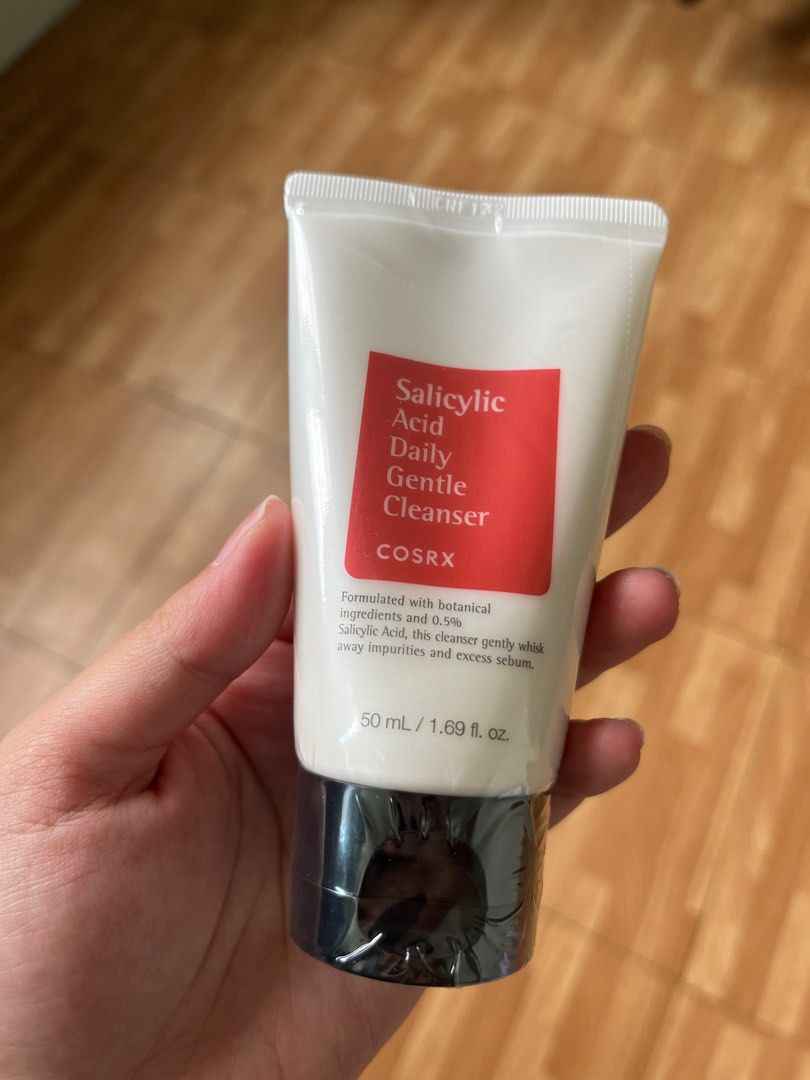 Salicylic
Acid
Daily
Gentle
Cleanser
COSRX
Formulated with botanical
ingredients and 0.5%
Salicylic Acid, this cleanser gently whisk
away impurities and excess sebum.
50 mL / 1.69 fl. oz.